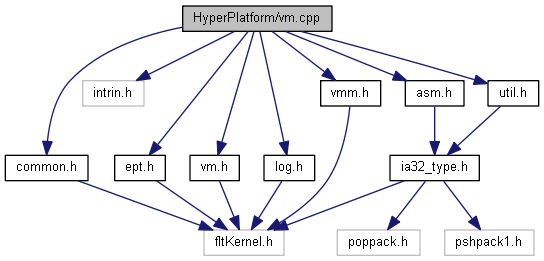 HyperPlatform/vm.cpp
intrin.h
vmm.h
asm.h
util.h
common.h
ept.h
vm.h
log.h
ia32_type.h
fltKernel.h
poppack.h
pshpack1.h